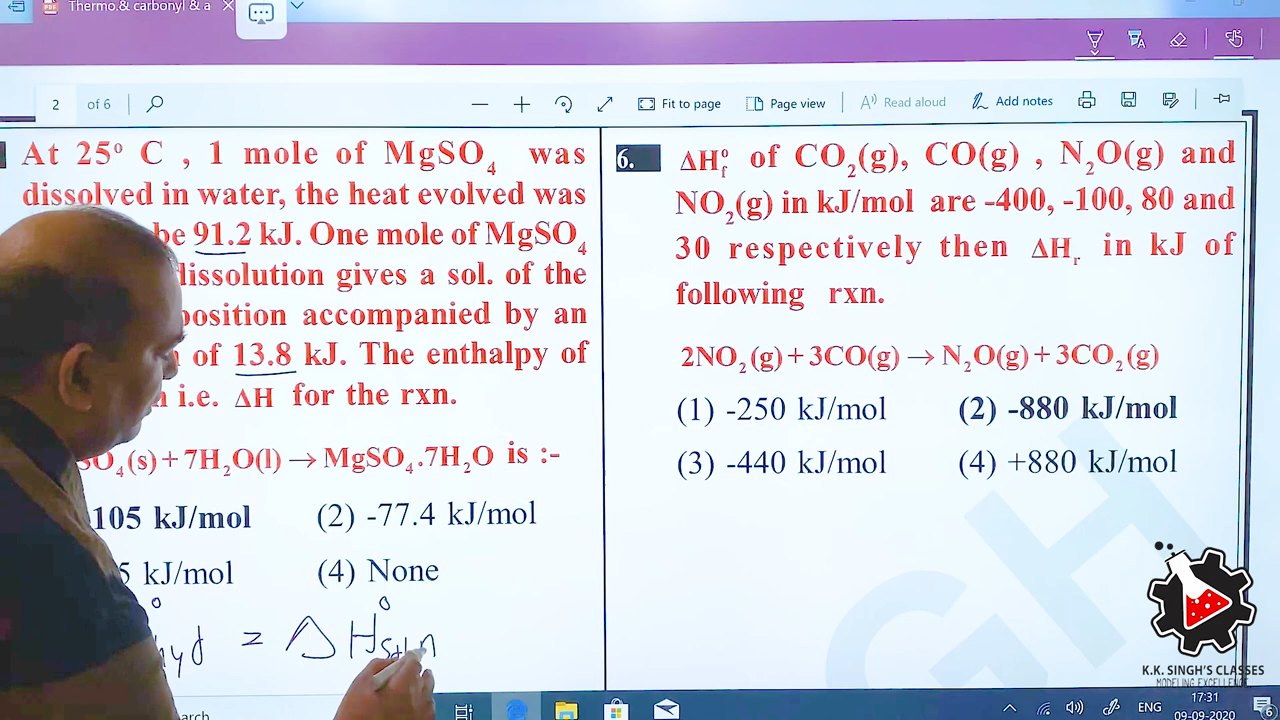 Thermo.& carbonyl & a
2 of 6
Fit to page
Page view
Read aloud
Add notes
At 25° C , 1 mole of MgSO₄ was
dissolved in water, the heat evolved was
be 91.2 kJ. One mole of MgSO₄
dissolution gives a sol. of the
position accompanied by an
of 13.8 kJ. The enthalpy of
i.e. ΔH for the rxn.
SO₄(s)+7H₂O(l) → MgSO₄.7H₂O is :-
105 kJ/mol (2) -77.4 kJ/mol
5 kJ/mol (4) None
hyd° = ΔH°soln
6. ΔH°f of CO₂(g), CO(g) , N₂O(g) and
NO₂(g) in kJ/mol are -400, -100, 80 and
30 respectively then ΔHr in kJ of
following rxn.
2NO₂(g)+3CO(g) → N₂O(g)+3CO₂(g)
(1) -250 kJ/mol (2) -880 kJ/mol
(3) -440 kJ/mol (4) +880 kJ/mol
GH
K.K. SINGH'S CLASSES
MODELING EXCELLENCE
arch
ENG
17:31
09-09-2020
6